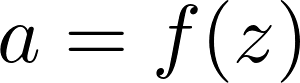 a = f(z)